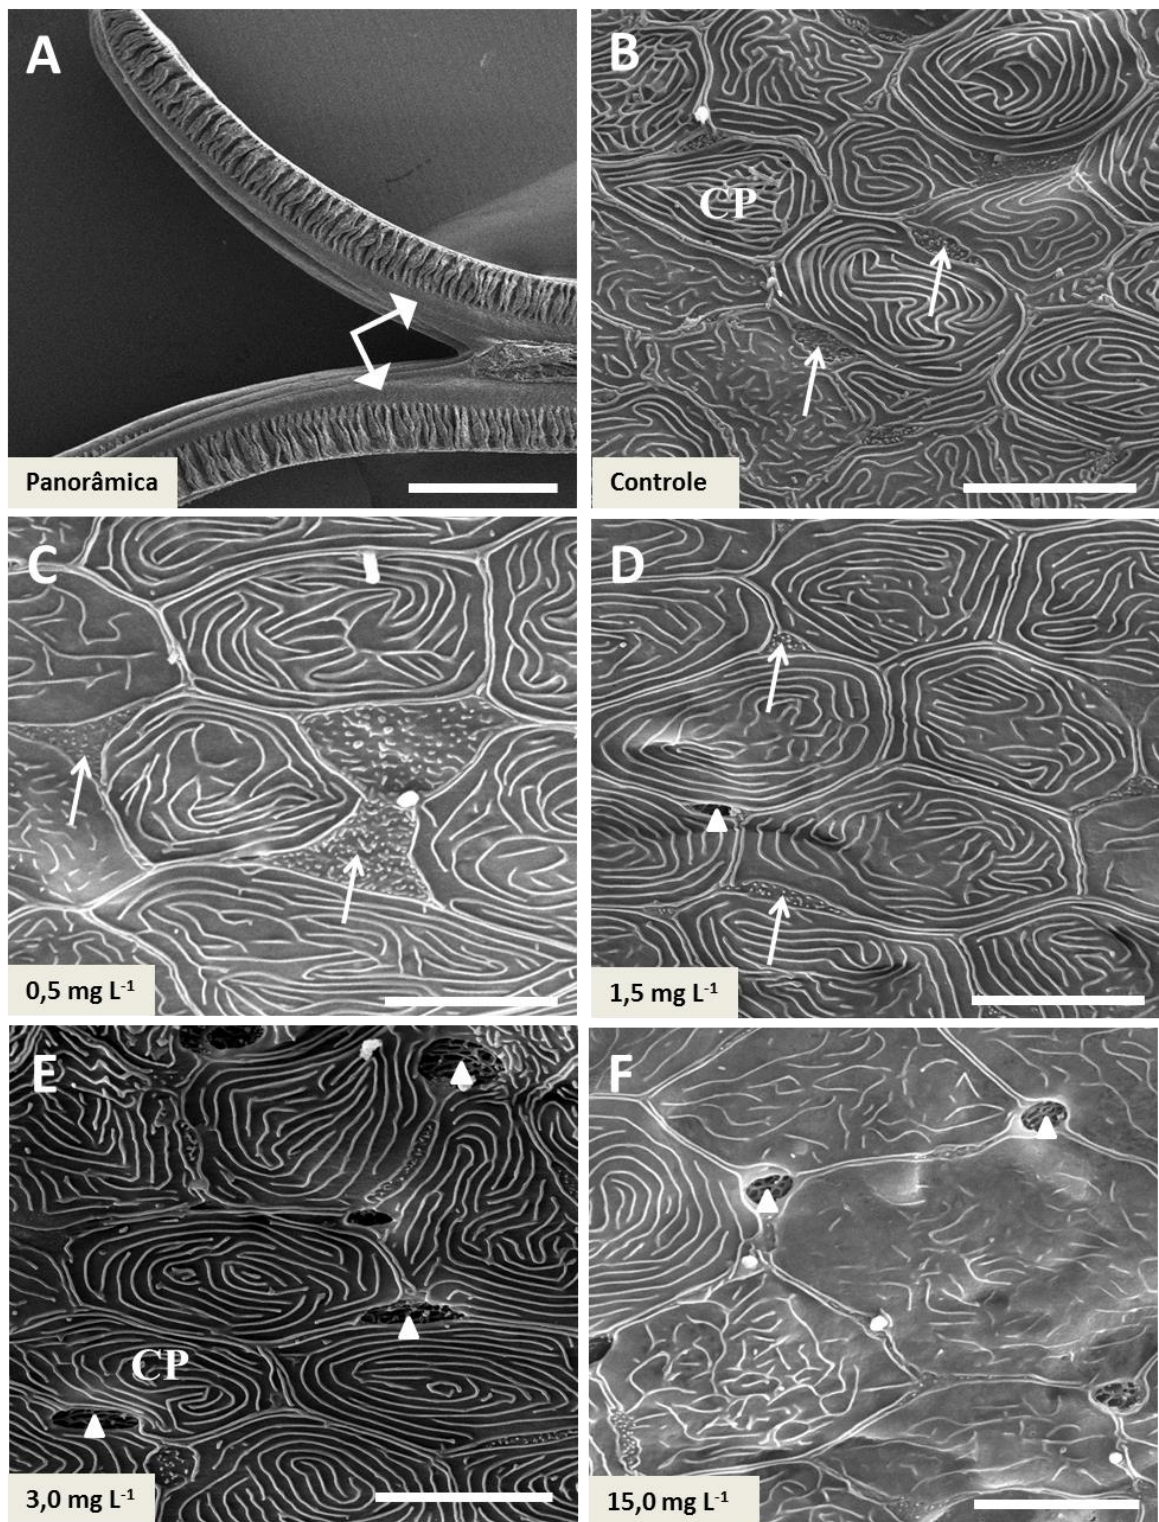 A
Panorâmica
B
CP
Controle
C
0,5 mg L⁻¹
D
1,5 mg L⁻¹
E
CP
3,0 mg L⁻¹
F
15,0 mg L⁻¹